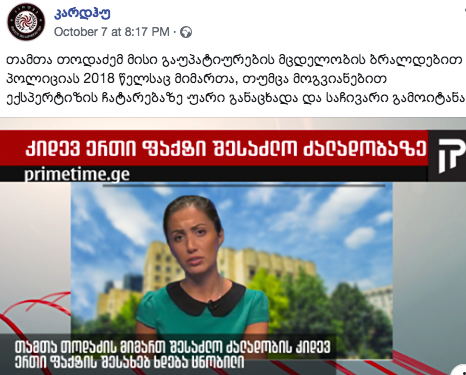 კარდჰუ
October 7 at 8:17 PM ·
თამთა თოდაძემ მისი გაუპატიურების მცდელობის ბრალდებით
პოლიციას 2018 წელსაც მიმართა, თუმცა მოგვიანებით
ექსპერტიზის ჩატარებაზე უარი განაცხადა და საჩივარი გამოიტანა
კიდევ ერთი ფაქტი შესაძლო ძალადობაზე
primetime.ge
თამთა თოდაძის მიმართ შესაძლო ძალადობის კიდევ
ერთი ფაქტის შესახებ ხდება ცნობილი